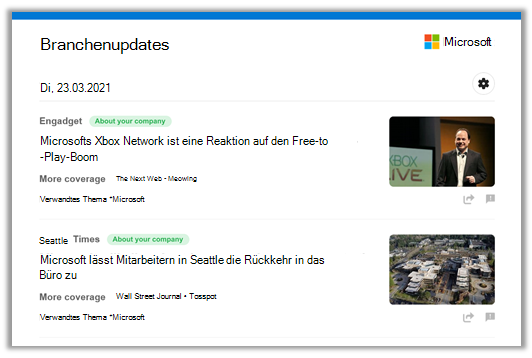 Branchenupdates
Microsoft
Di, 23.03.2021
Engadget About your company
Microsofts Xbox Network ist eine Reaktion auf den Free-to
-Play-Boom
More coverage The Next Web • Meowing
Verwandtes Thema *Microsoft
XBOX
LIVE
Seattle Times About your company
Microsoft lässt Mitarbeitern in Seattle die Rückkehr in das
Büro zu
More coverage Wall Street Journal • Tosspot
Verwandtes Thema *Microsoft